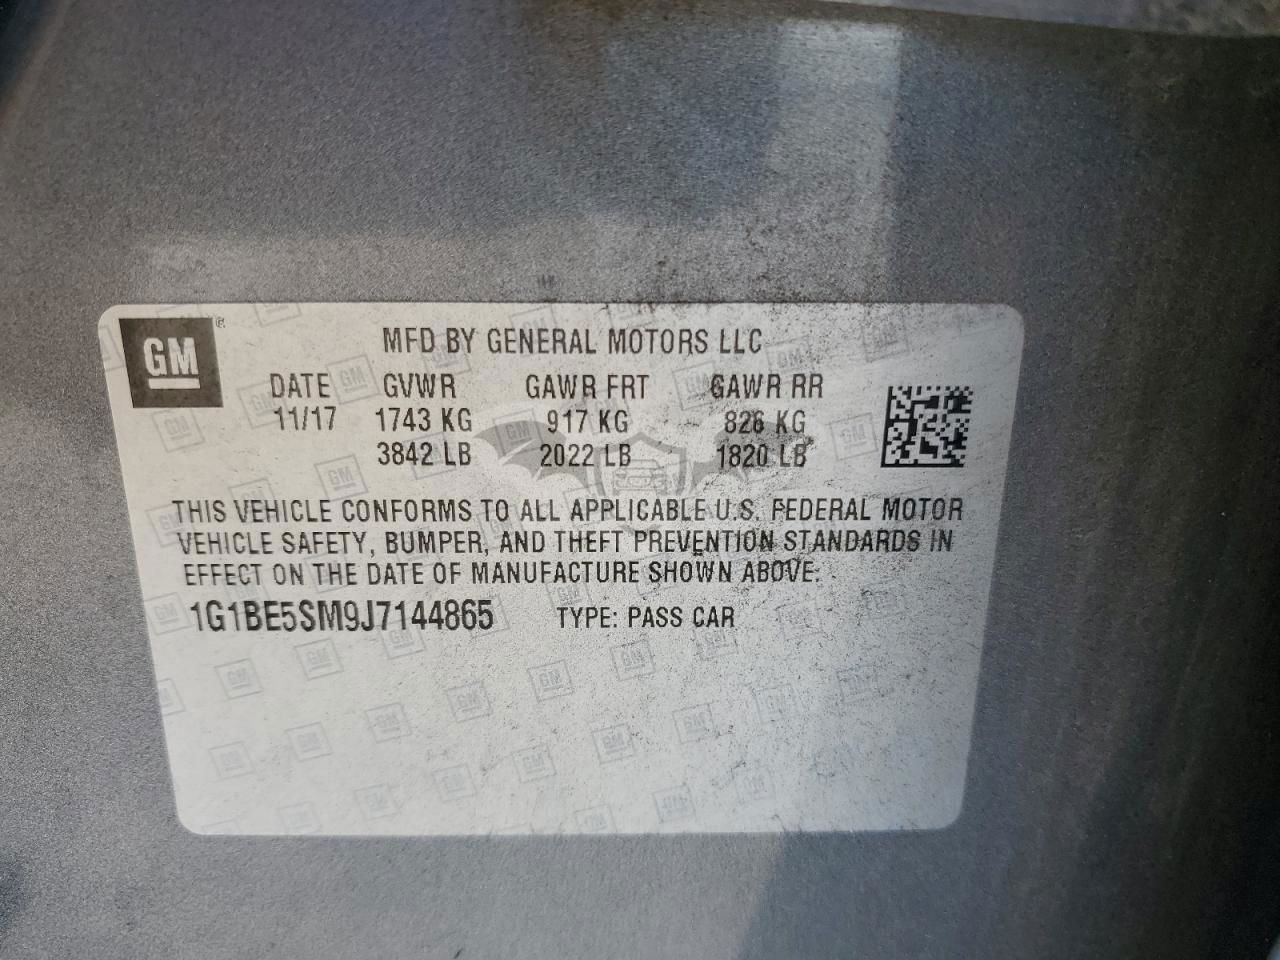 GM
MFD BY GENERAL MOTORS LLC
DATE GVWR GAWR FRT GAWR RR
11/17 1743 KG 917 KG 826 KG
3842 LB 2022 LB 1820 LB
THIS VEHICLE CONFORMS TO ALL APPLICABLE U.S. FEDERAL MOTOR
VEHICLE SAFETY, BUMPER, AND THEFT PREVENTION STANDARDS IN
EFFECT ON THE DATE OF MANUFACTURE SHOWN ABOVE.
1G1BE5SM9J7144865 TYPE: PASS CAR